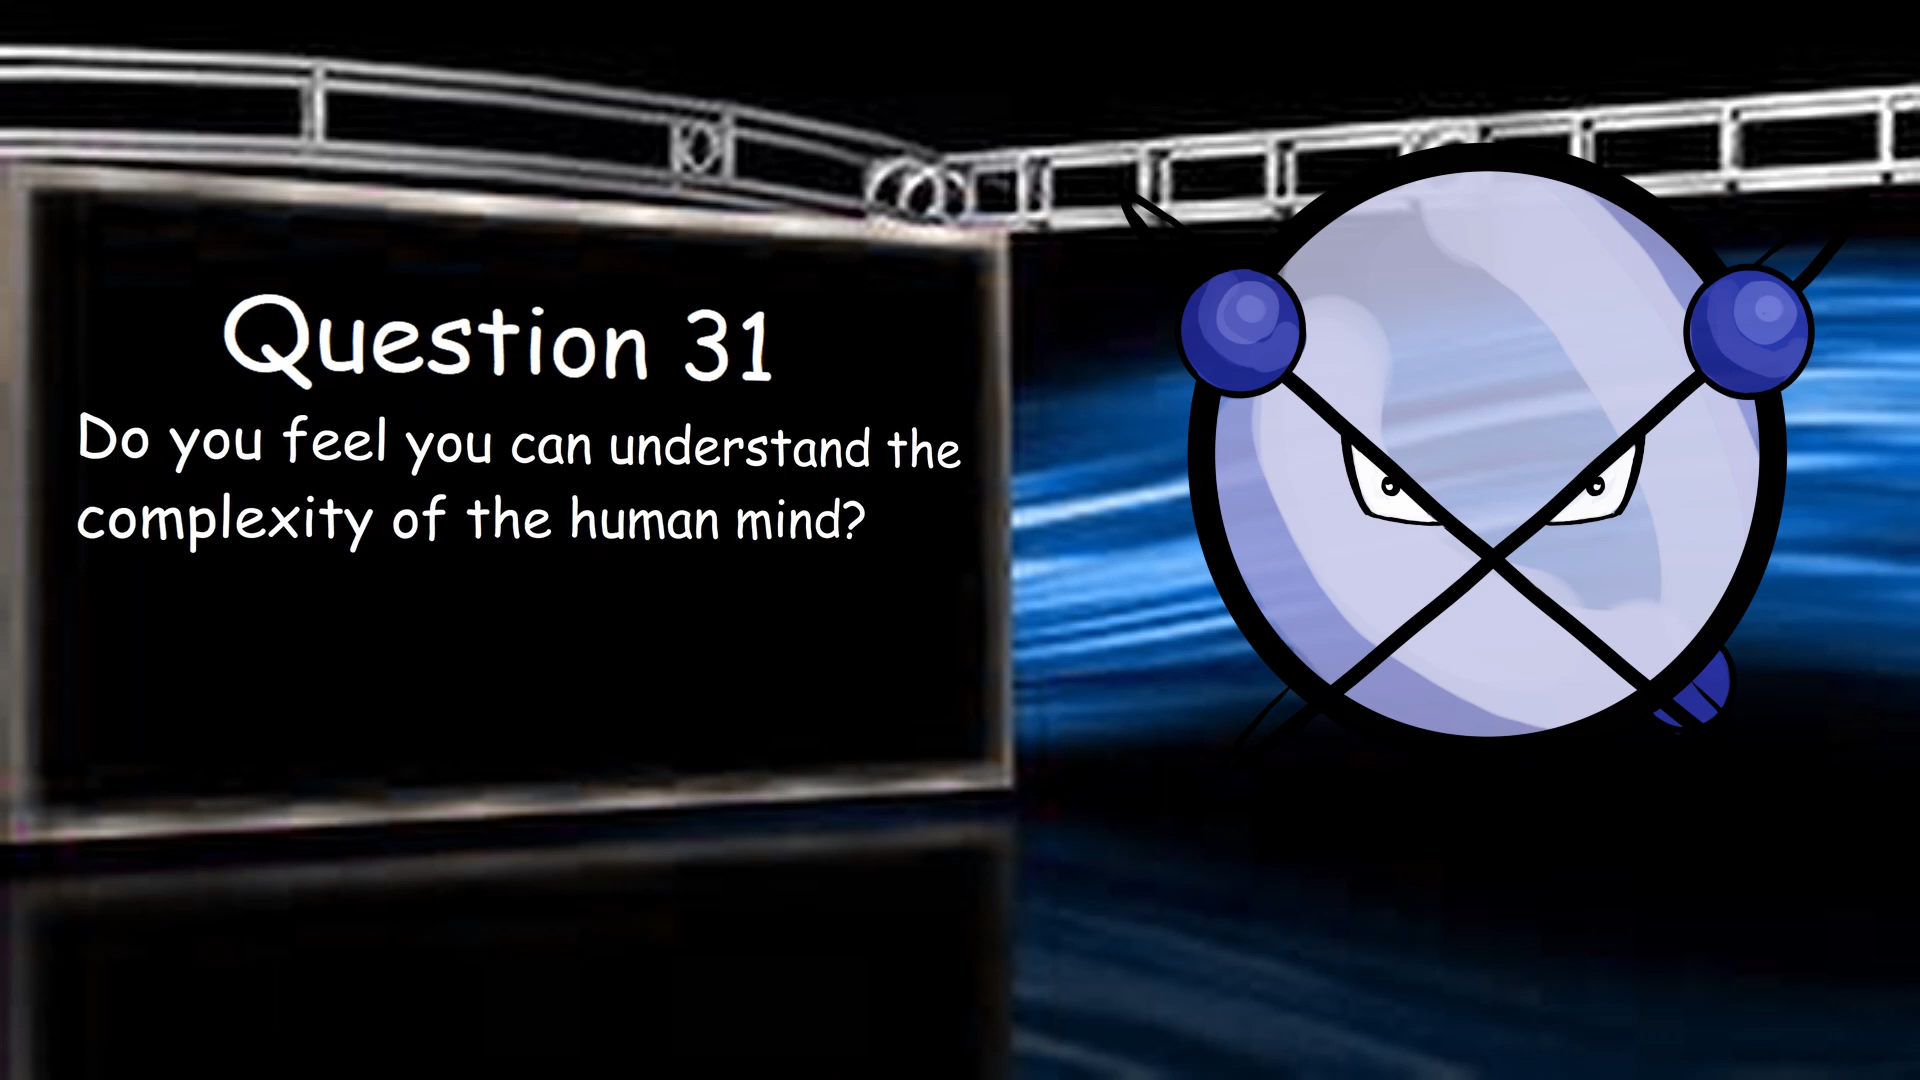 Question 31
Do you feel you can understand the
complexity of the human mind?